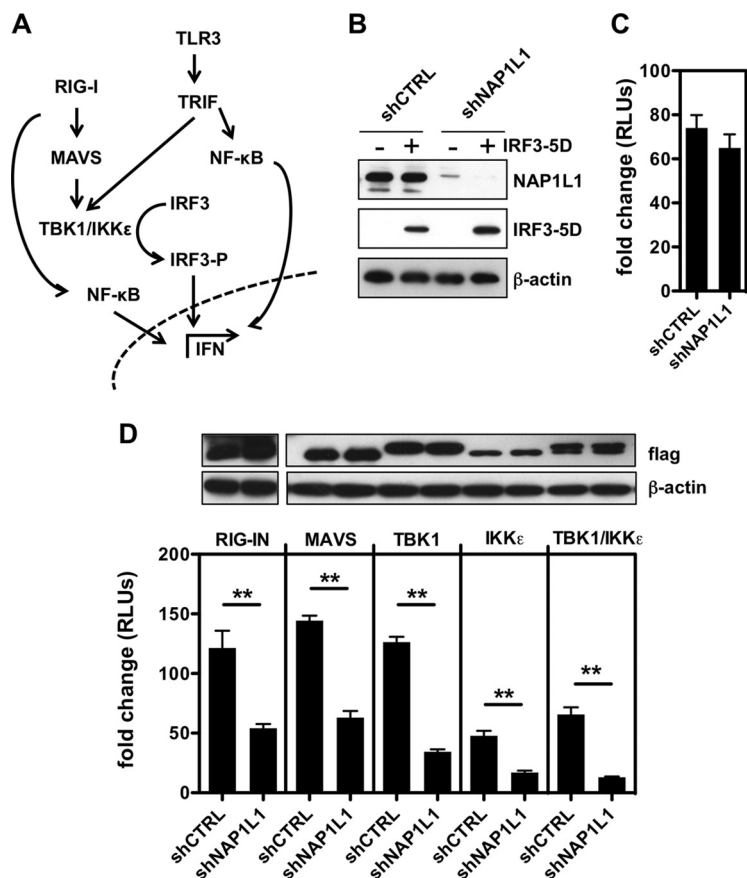 A
TLR3
RIG-I
TRIF
MAVS
NF-κB
TBK1/IKKε
IRF3
IRF3-P
NF-κB
IFN
B
shCTRL
shNAP1L1
- + - + IRF3-5D
NAP1L1
IRF3-5D
β-actin
C
fold change (RLUs)
100
80
60
40
20
0
shCTRL
shNAP1L1
D
flag
β-actin
RIG-IN MAVS TBK1 IKKε TBK1/IKKε
fold change (RLUs)
200
150
100
50
0
** ** ** ** **
shCTRL
shNAP1L1
shCTRL
shNAP1L1
shCTRL
shNAP1L1
shCTRL
shNAP1L1
shCTRL
shNAP1L1